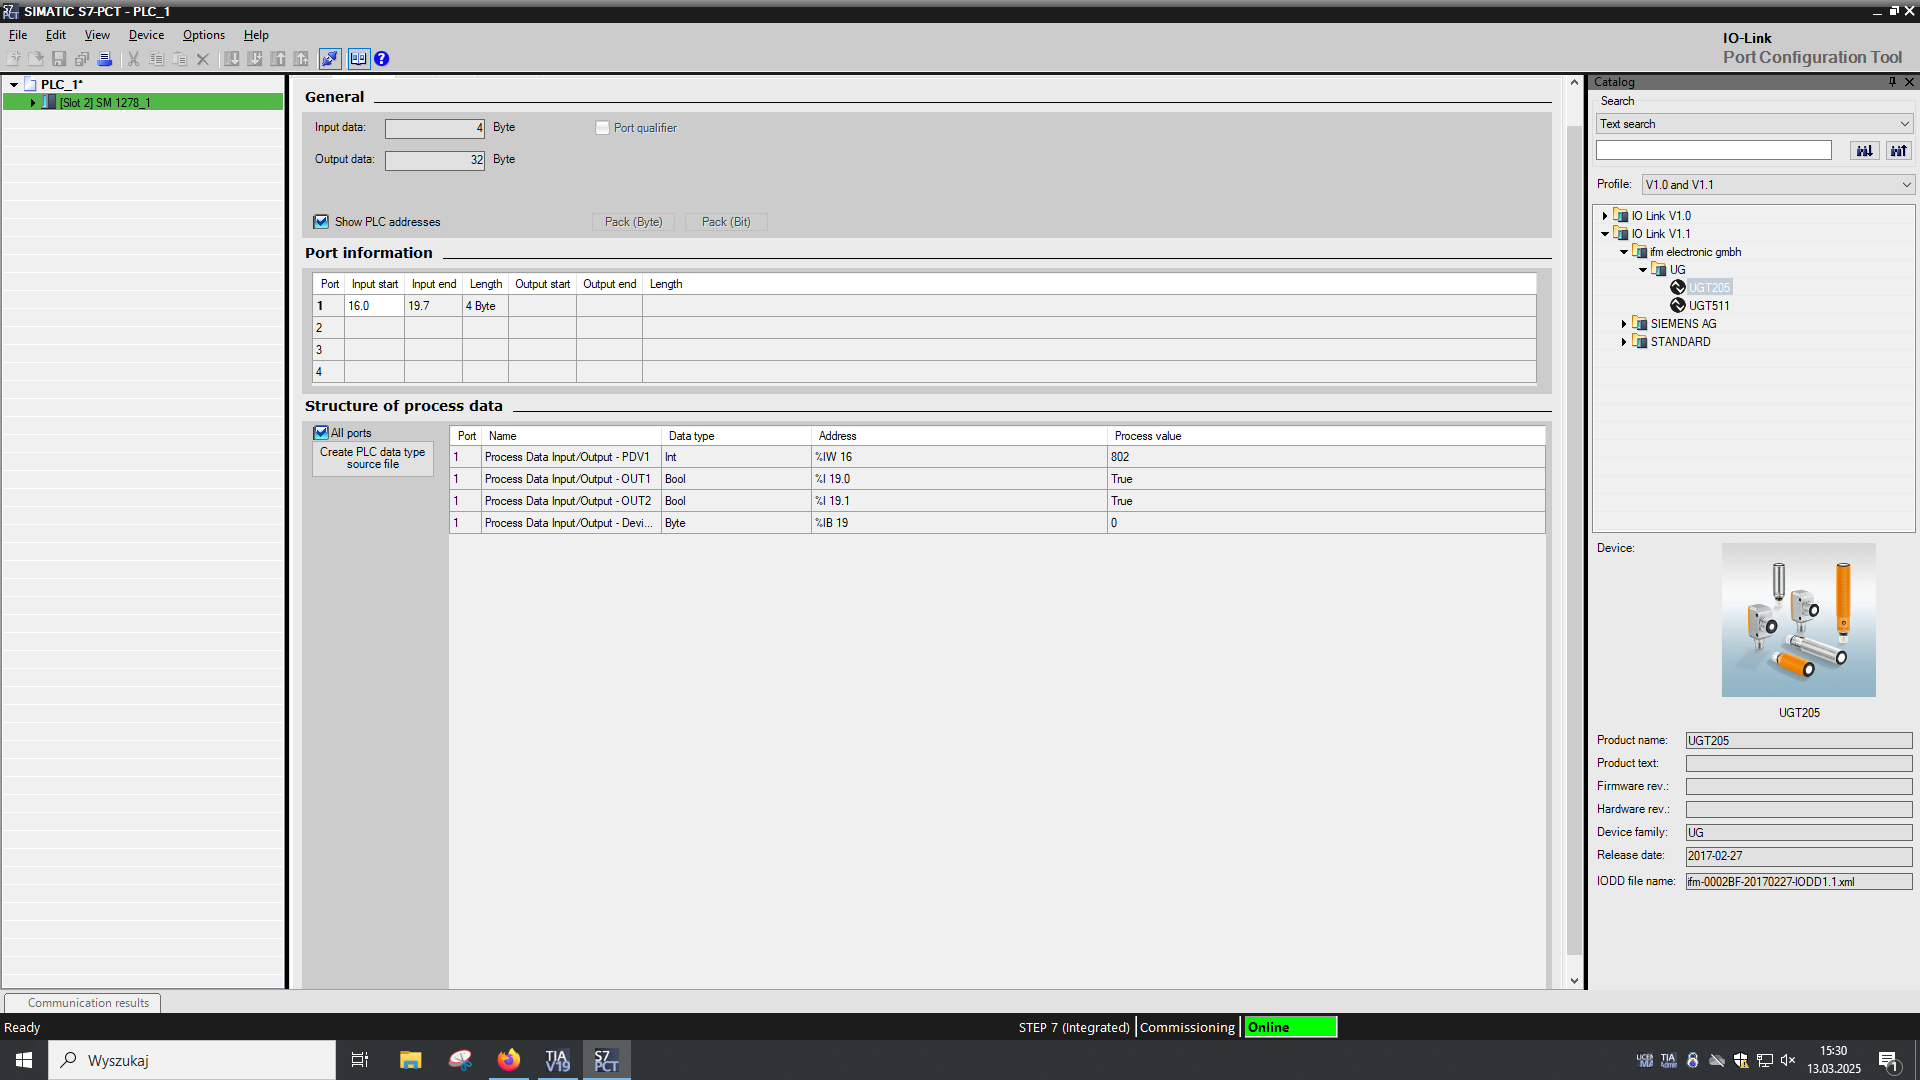 SIMATIC S7-PCT - PLC_1
File Edit View Device Options Help
IO-Link
Port Configuration Tool
PLC_1*
[Slot 2] SM 1278_1
General
Input data: 4 Byte Port qualifier
Output data: 32 Byte
Show PLC addresses Pack (Byte) Pack (Bit)
Port information
Port Input start Input end Length Output start Output end Length
1 16.0 19.7 4 Byte
2
3
4
Structure of process data
All ports
Create PLC data type
source file
Port Name Data type Address Process value
1 Process Data Input/Output - PDV1 Int %IW 16 802
1 Process Data Input/Output - OUT1 Bool %I 19.0 True
1 Process Data Input/Output - OUT2 Bool %I 19.1 True
1 Process Data Input/Output - Devi... Byte %IB 19 0
Catalog
Search
Text search
Profile: V1.0 and V1.1
IO Link V1.0
IO Link V1.1
ifm electronic gmbh
UG
UGT205
UGT511
SIEMENS AG
STANDARD
Device:
UGT205
Product name: UGT205
Product text:
Firmware rev.:
Hardware rev.:
Device family: UG
Release date: 2017-02-27
IODD file name: ifm-0002BF-20170227-IODD1.1.xml
Communication results
Ready
STEP 7 (Integrated) Commissioning Online
Wyszukaj
TIA
V19
S7
PCT
15:30
13.03.2025
1